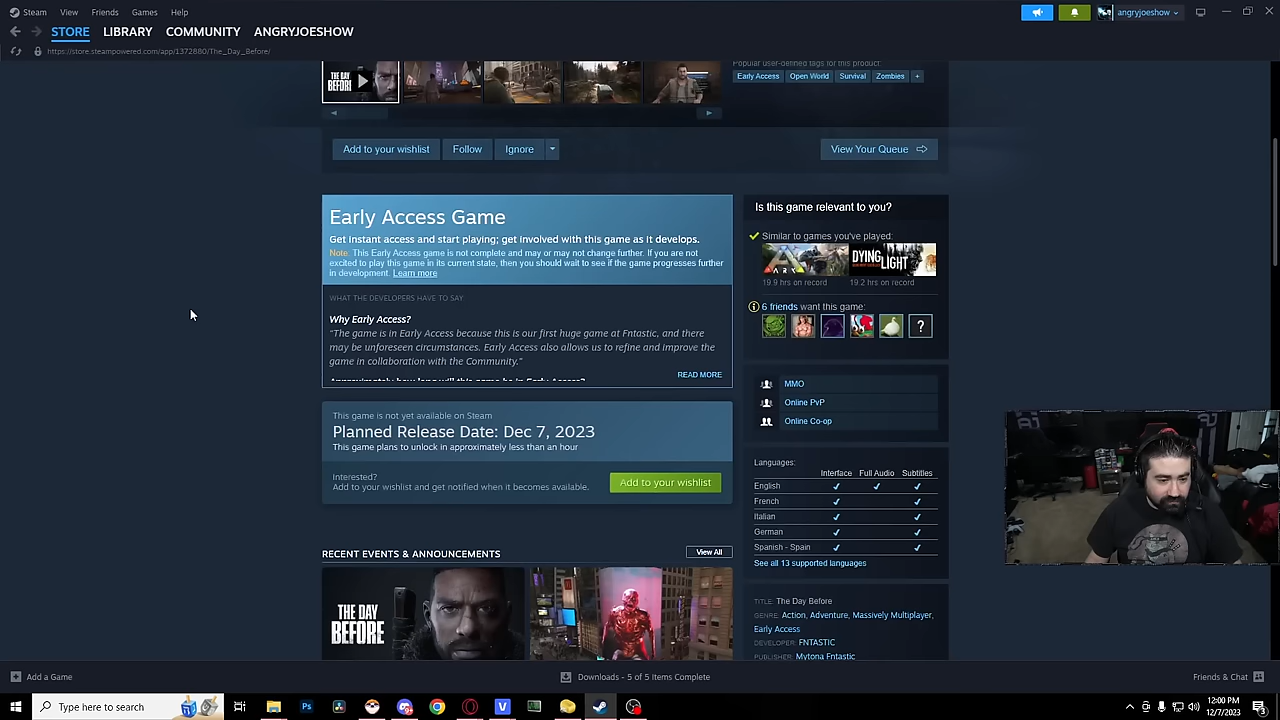 Steam View Friends Games Help
angryjoeshow
STORE LIBRARY COMMUNITY ANGRYJOESHOW
https://store.steampowered.com/app/1372880/The_Day_Before/
THE DAY
BEFORE
Popular user-defined tags for this product:
Early Access Open World Survival Zombies +
Add to your wishlist Follow Ignore
View Your Queue
Early Access Game
Get instant access and start playing; get involved with this game as it develops.
Note: This Early Access game is not complete and may or may not change further. If you are
not excited to play this game in its current state, then you should wait to see if the game progresses further
in development. Learn more
WHAT THE DEVELOPERS HAVE TO SAY
Why Early Access?
“The game is in Early Access because this is our first huge game at Fntastic, and there
may be unforeseen circumstances. Early Access also allows us to refine and improve the
game in collaboration with the Community.”
Approximately how long will this game be in Early Access?
READ MORE
This game is not yet available on Steam
Planned Release Date: Dec 7, 2023
This game plans to unlock in approximately less than an hour
Interested?
Add to your wishlist and get notified when it becomes available.
Add to your wishlist
RECENT EVENTS & ANNOUNCEMENTS
View All
THE DAY
BEFORE
Is this game relevant to you?
Similar to games you've played:
ARK
DYING LIGHT
19.9 hrs on record
19.2 hrs on record
6 friends want this game:
?
MMO
Online PvP
Online Co-op
Languages:
Interface Full Audio Subtitles
English
French
Italian
German
Spanish - Spain
See all 13 supported languages
TITLE: The Day Before
GENRE: Action, Adventure, Massively Multiplayer,
Early Access
DEVELOPER: FNTASTIC
PUBLISHER: Mytona Fntastic
Add a Game
Downloads - 5 of 5 Items Complete
Friends & Chat
Type here to search
12:00 PM
12/7/2023